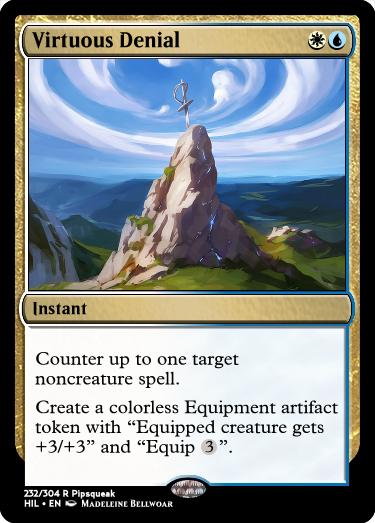 Virtuous Denial
Instant
Counter up to one target
noncreature spell.
Create a colorless Equipment artifact
token with “Equipped creature gets
+3/+3” and “Equip 3”.
232/304 R Pipsqueak
HIL • EN Madeleine Bellwoar